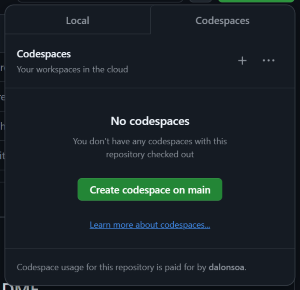 Local
Codespaces
Codespaces
Your workspaces in the cloud
No codespaces
You don't have any codespaces with this
repository checked out
Create codespace on main
Learn more about codespaces...
Codespace usage for this repository is paid for by dalonsoa.